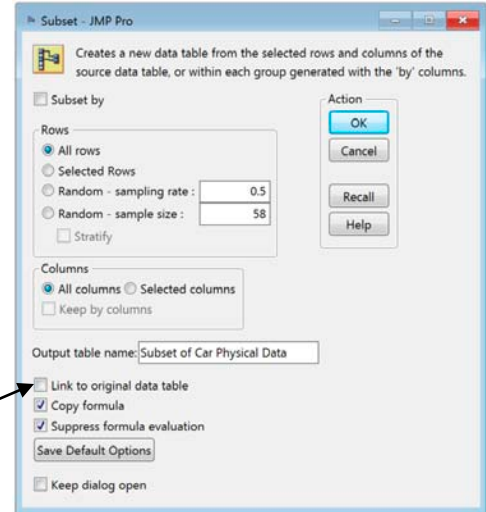 Subset - JMP Pro
Creates a new data table from the selected rows and columns of the
source data table, or within each group generated with the 'by' columns.
Subset by
Action
OK
Cancel
Recall
Help
Rows
All rows
Selected Rows
Random - sampling rate : 0.5
Random - sample size : 58
Stratify
Columns
All columns Selected columns
Keep by columns
Output table name: Subset of Car Physical Data
Link to original data table
Copy formula
Suppress formula evaluation
Save Default Options
Keep dialog open